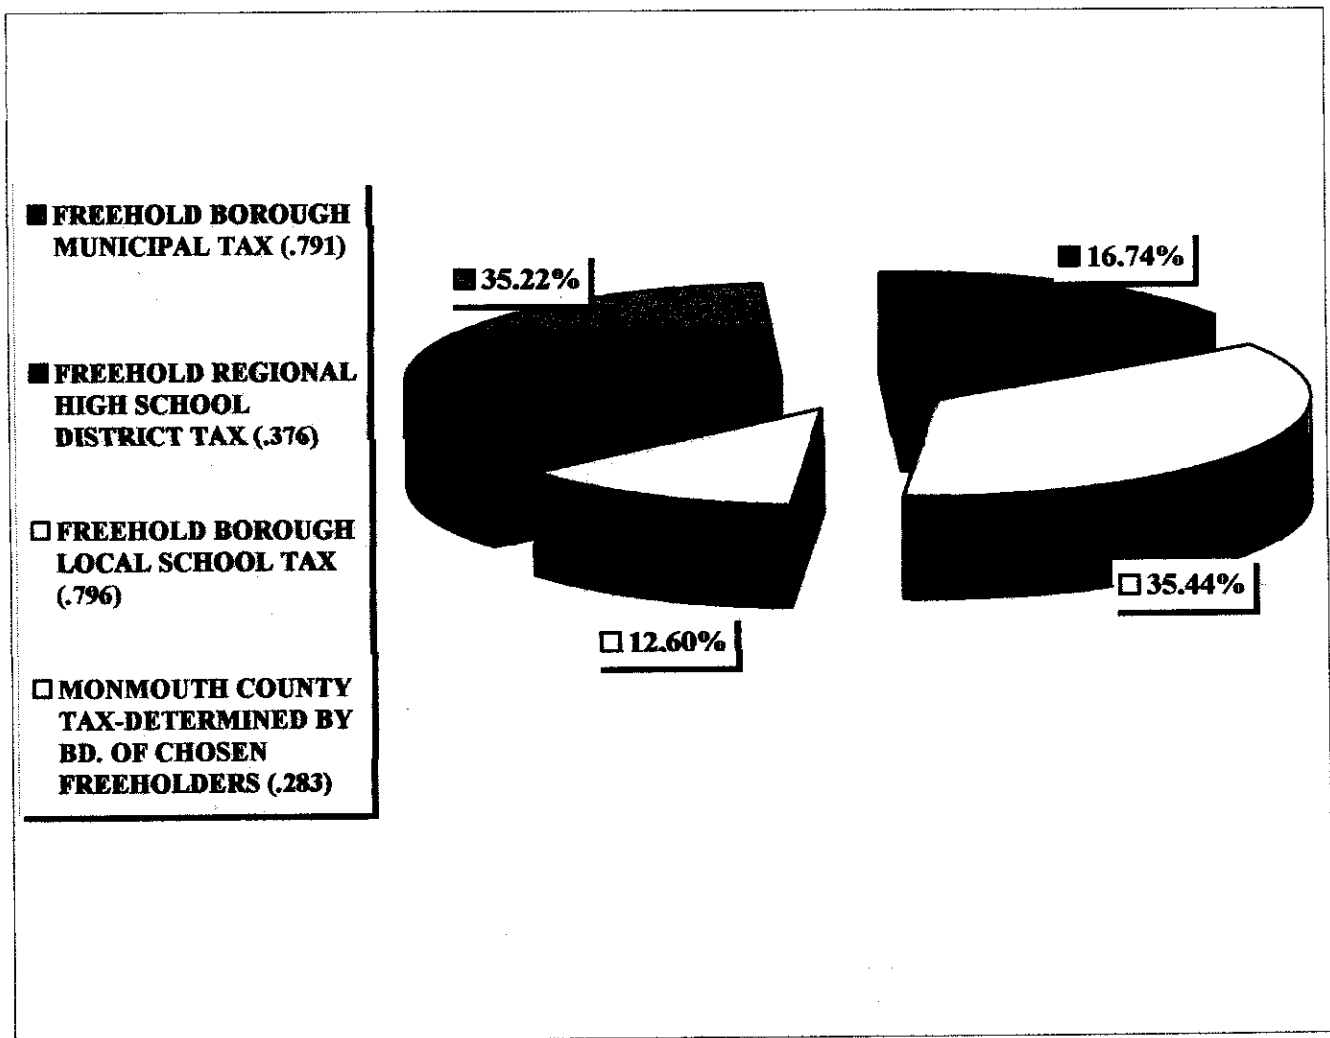 FREEHOLD BOROUGH
MUNICIPAL TAX (.791)
FREEHOLD REGIONAL
HIGH SCHOOL
DISTRICT TAX (.376)
FREEHOLD BOROUGH
LOCAL SCHOOL TAX
(.796)
MONMOUTH COUNTY
TAX-DETERMINED BY
BD. OF CHOSEN
FREEHOLDERS (.283)
35.22%
16.74%
12.60%
35.44%